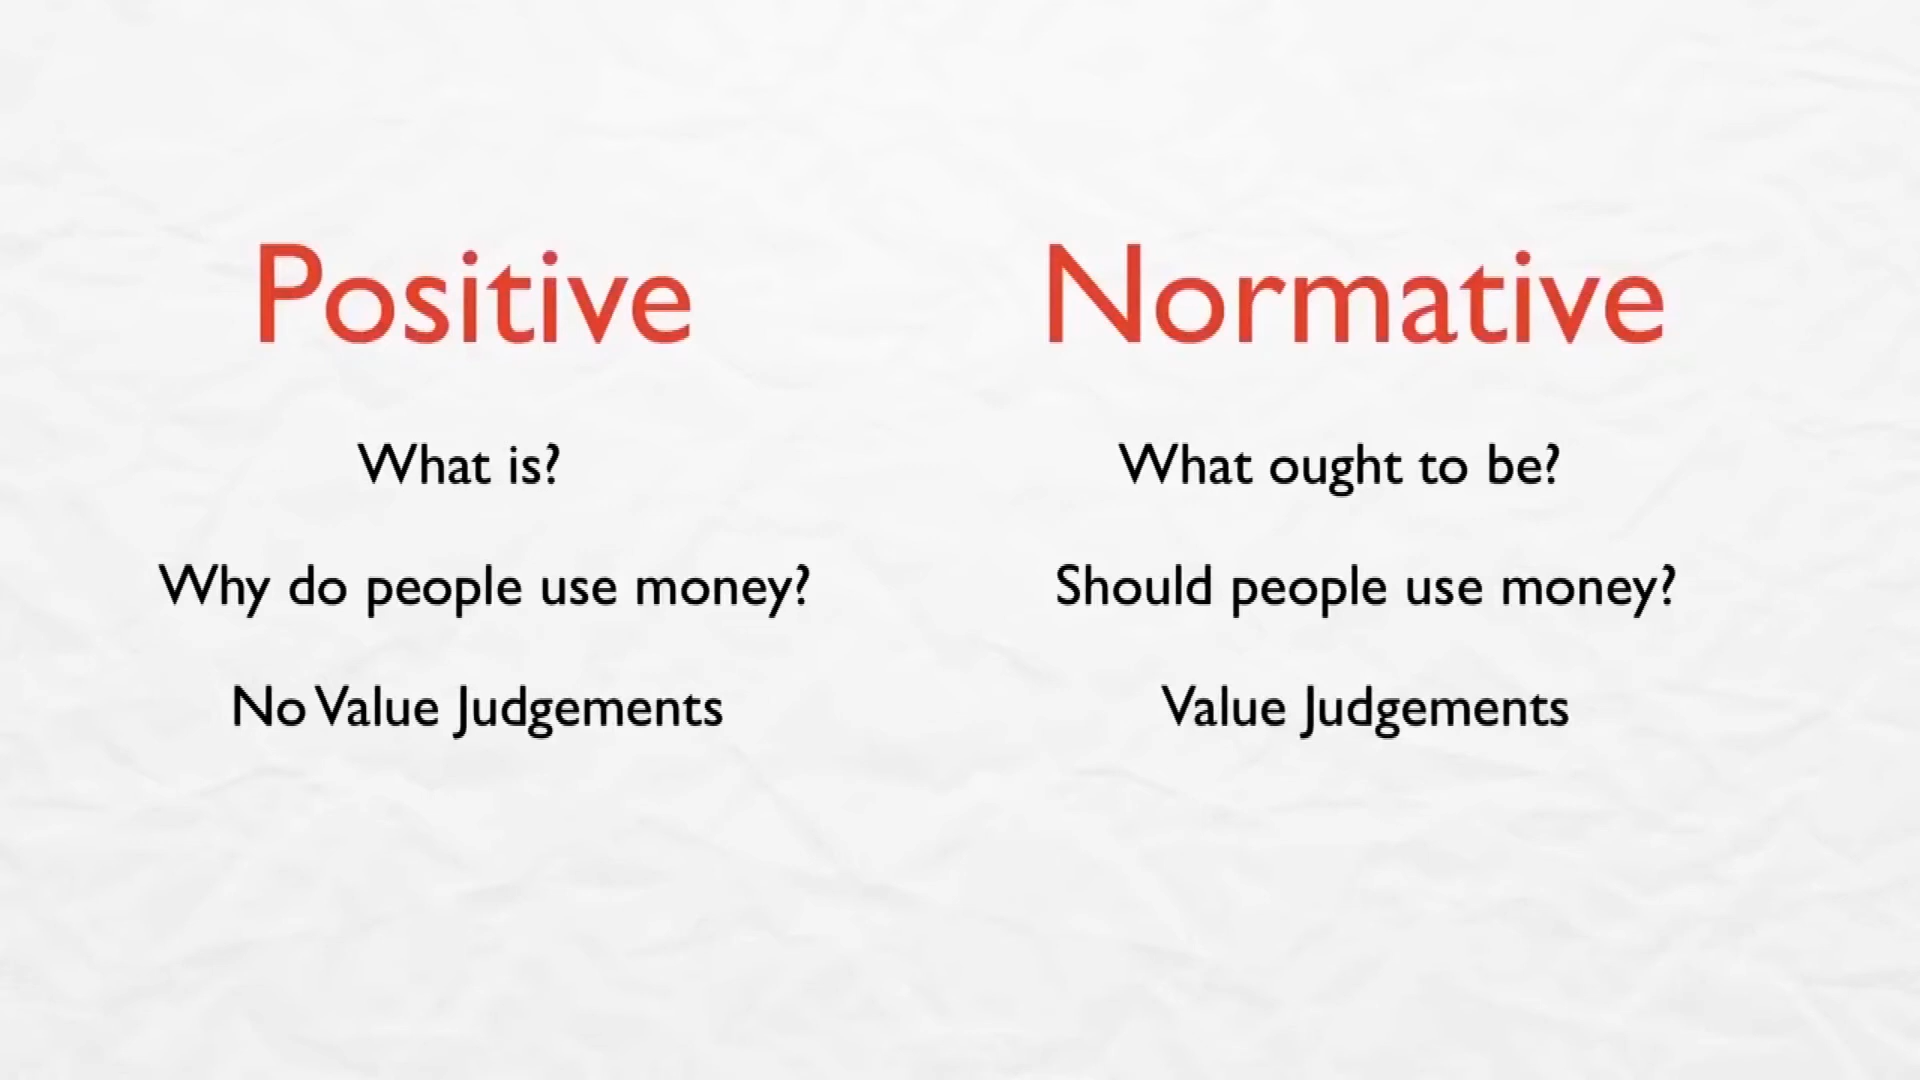 Positive
What is?
Why do people use money?
No Value Judgements
Normative
What ought to be?
Should people use money?
Value Judgements